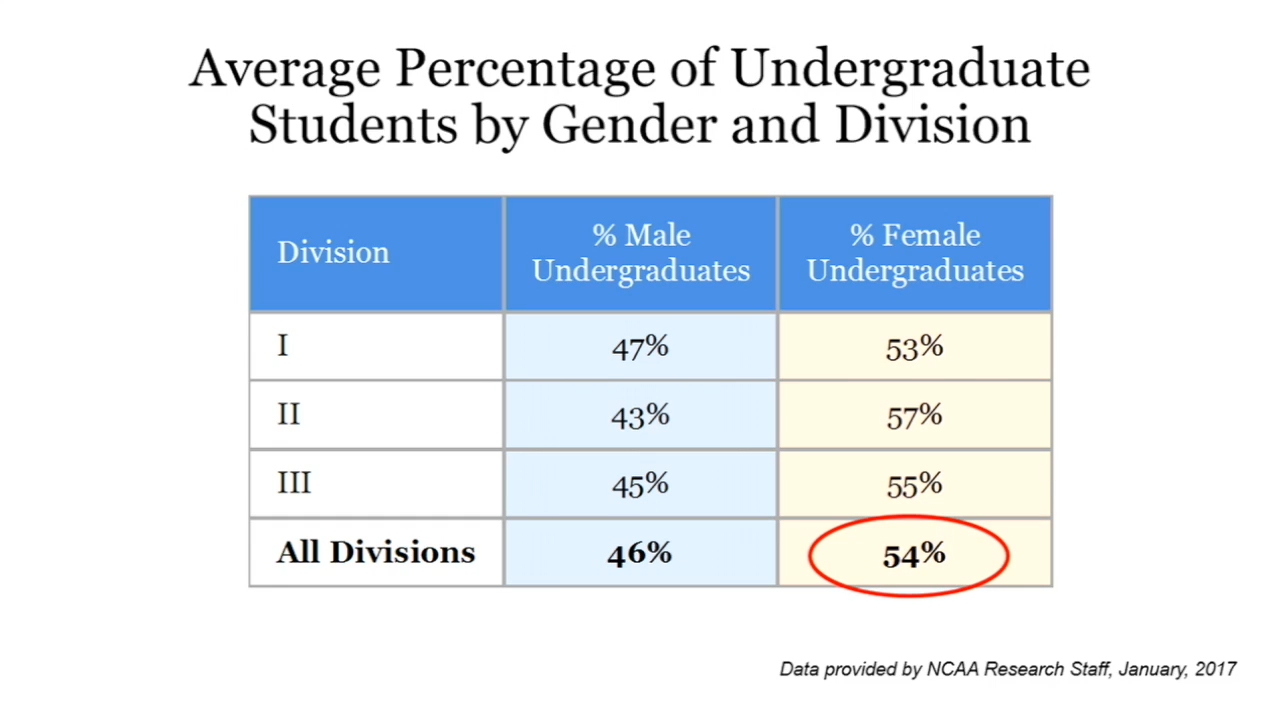 Average Percentage of Undergraduate
Students by Gender and Division
Division
% Male
Undergraduates
% Female
Undergraduates
I 47% 53%
II 43% 57%
III 45% 55%
All Divisions 46% 54%
Data provided by NCAA Research Staff, January, 2017